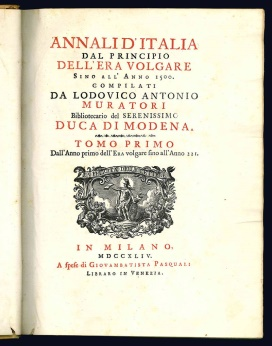 ANNALI D'ITALIA
DAL PRINCIPIO
DELL'ERA VOLGARE
SINO ALL'ANNO 1500.
COMPILATI
DA LODOVICO ANTONIO
MURATORI
Bibliotecario del SERENISSIMO
DUCA DI MODENA.
TOMO PRIMO
Dall'Anno primo dell'ERA volgare sino all'Anno 221.
IN MILANO,
MDCCXLIV.
A spese di GIOVAMBATISTA PASQUALI
LIBRARO IN VENEZIA.